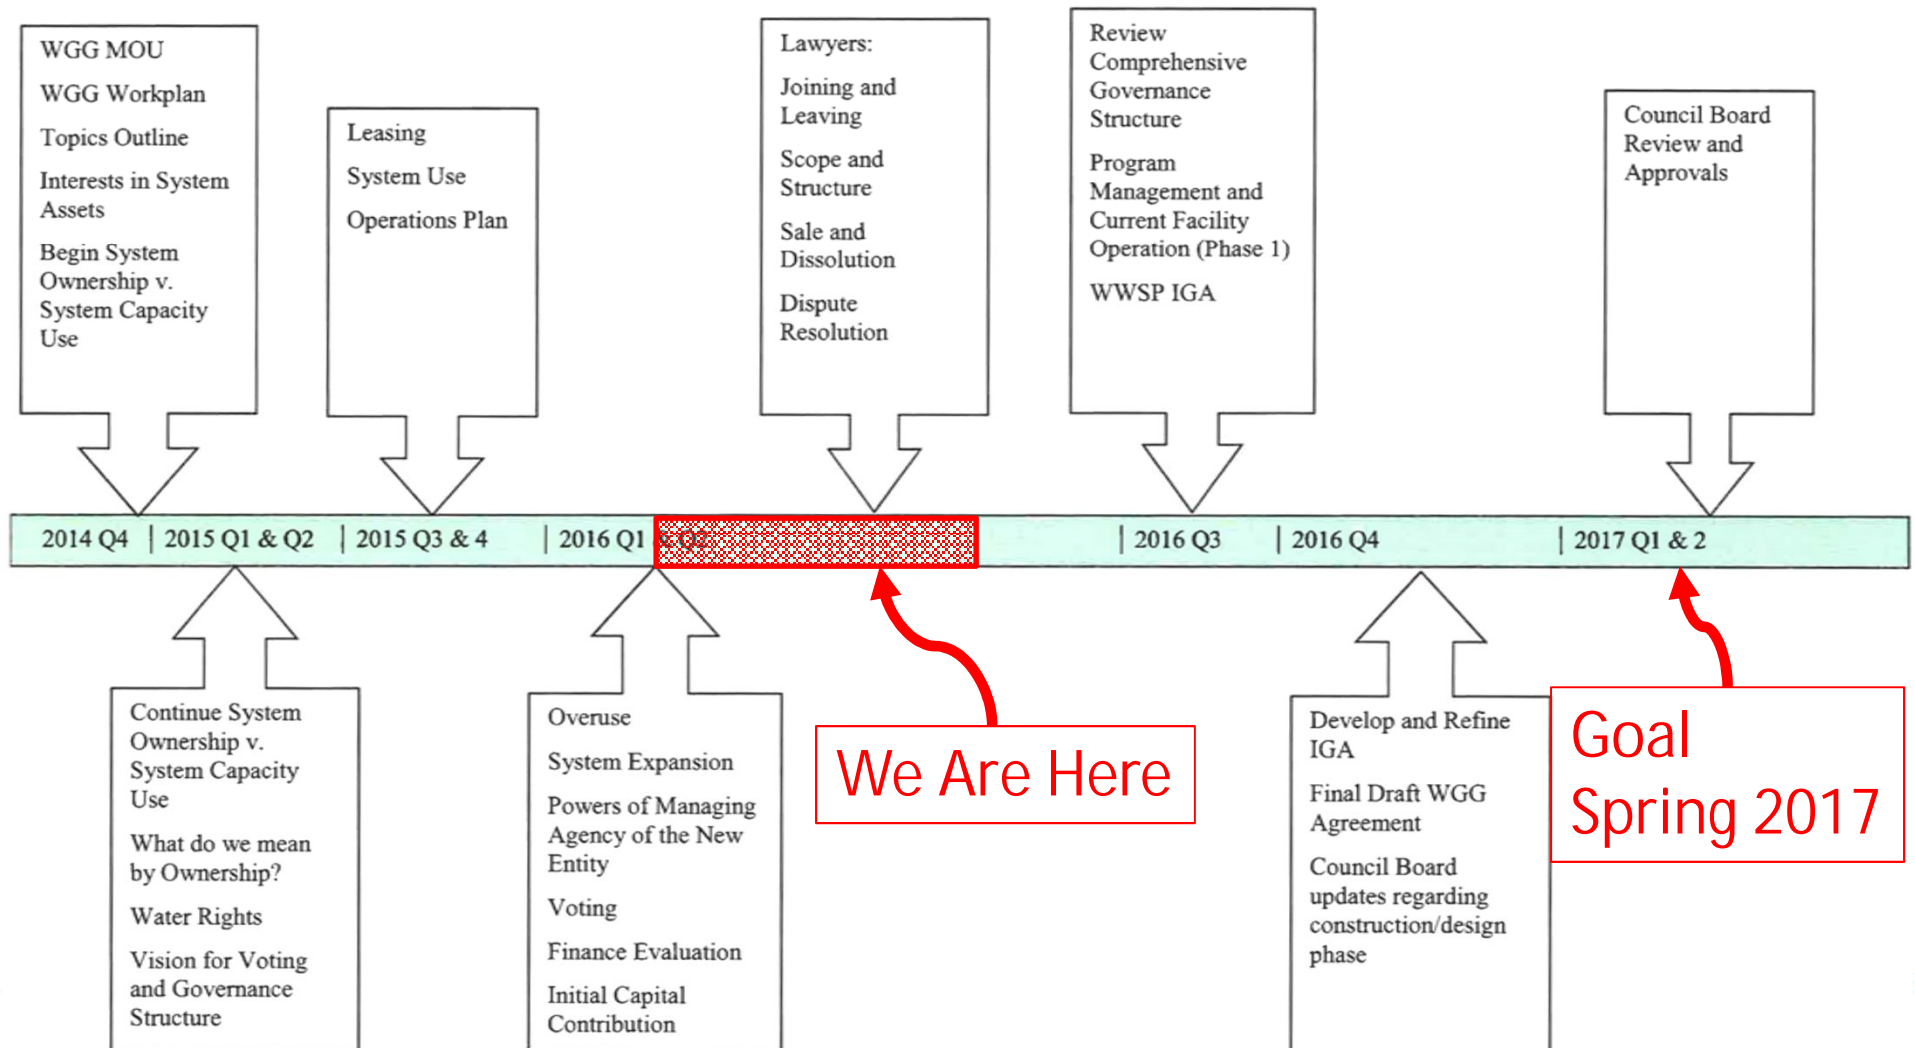 WGG MOU
WGG Workplan
Topics Outline
Interests in System
Assets
Begin System
Ownership v.
System Capacity
Use
Leasing
System Use
Operations Plan
Lawyers:
Joining and
Leaving
Scope and
Structure
Sale and
Dissolution
Dispute
Resolution
Review
Comprehensive
Governance
Structure
Program
Management and
Current Facility
Operation (Phase 1)
WWSP IGA
Council Board
Review and
Approvals
2014 Q4 | 2015 Q1 & Q2 | 2015 Q3 & 4 | 2016 Q1 & Q2 | 2016 Q3 | 2016 Q4 | 2017 Q1 & 2
Continue System
Ownership v.
System Capacity
Use
What do we mean
by Ownership?
Water Rights
Vision for Voting
and Governance
Structure
Overuse
System Expansion
Powers of Managing
Agency of the New
Entity
Voting
Finance Evaluation
Initial Capital
Contribution
We Are Here
Develop and Refine
IGA
Final Draft WGG
Agreement
Council Board
updates regarding
construction/design
phase
Goal
Spring 2017